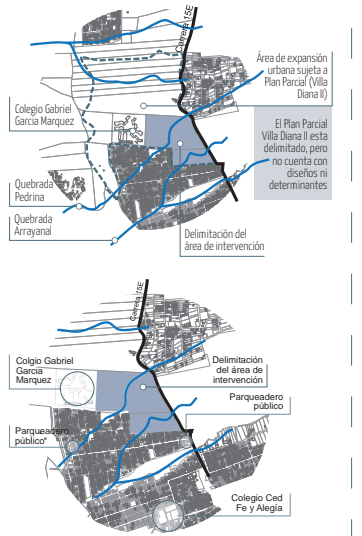 Carrera 15E
Área de expansión
urbana sujeta a
Plan Parcial (Villa
Diana II)
Colegio Gabriel
Garcia Marquez
El Plan Parcial
Villa Diana II esta
delimitado, pero
no cuenta con
diseños ni
determinantes
Quebrada
Pedrina
Quebrada
Arrayanal
Delimitación del
área de intervención
Carrera 15E
Colgio Gabriel
Garcia
Marquez
Delimitación
del área de
intervención
Parqueadero
público
Parqueadero
público*
Colegio Ced
Fe y Alegía